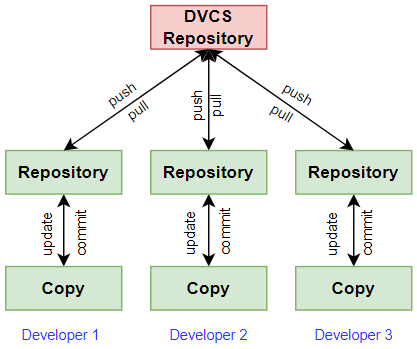 DVCS
Repository
push
pull
push
pull
push
pull
Repository
Repository
Repository
update
commit
update
commit
update
commit
Copy
Copy
Copy
Developer 1
Developer 2
Developer 3